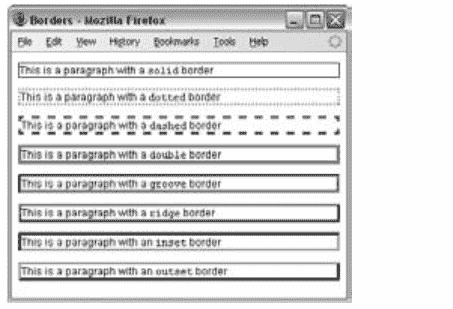 Borders - Mozilla Firefox
File Edit View History Bookmarks Tools Help
This is a paragraph with a solid border
This is a paragraph with a dotted border
This is a paragraph with a dashed border
This is a paragraph with a double border
This is a paragraph with a groove border
This is a paragraph with a ridge border
This is a paragraph with an inset border
This is a paragraph with an outset border